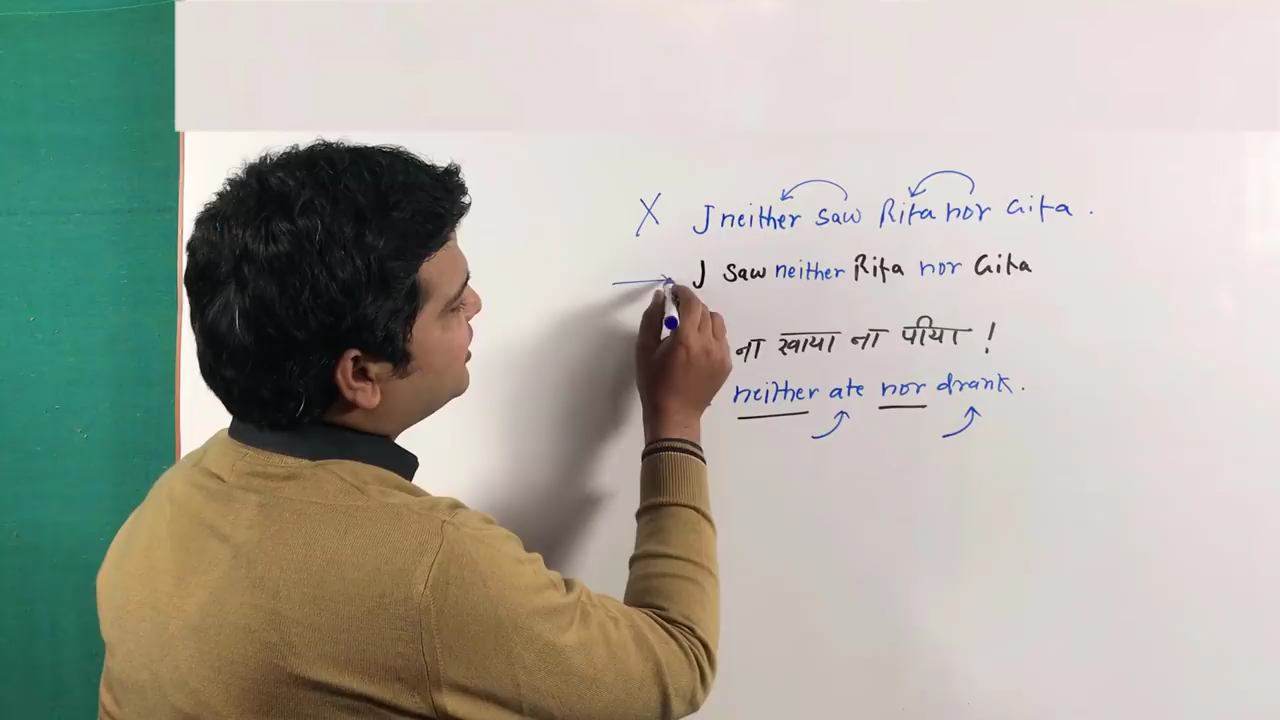 X I neither saw Rita nor Gita.
I saw neither Rita nor Gita
ना खाया ना पीया !
neither ate nor drank.